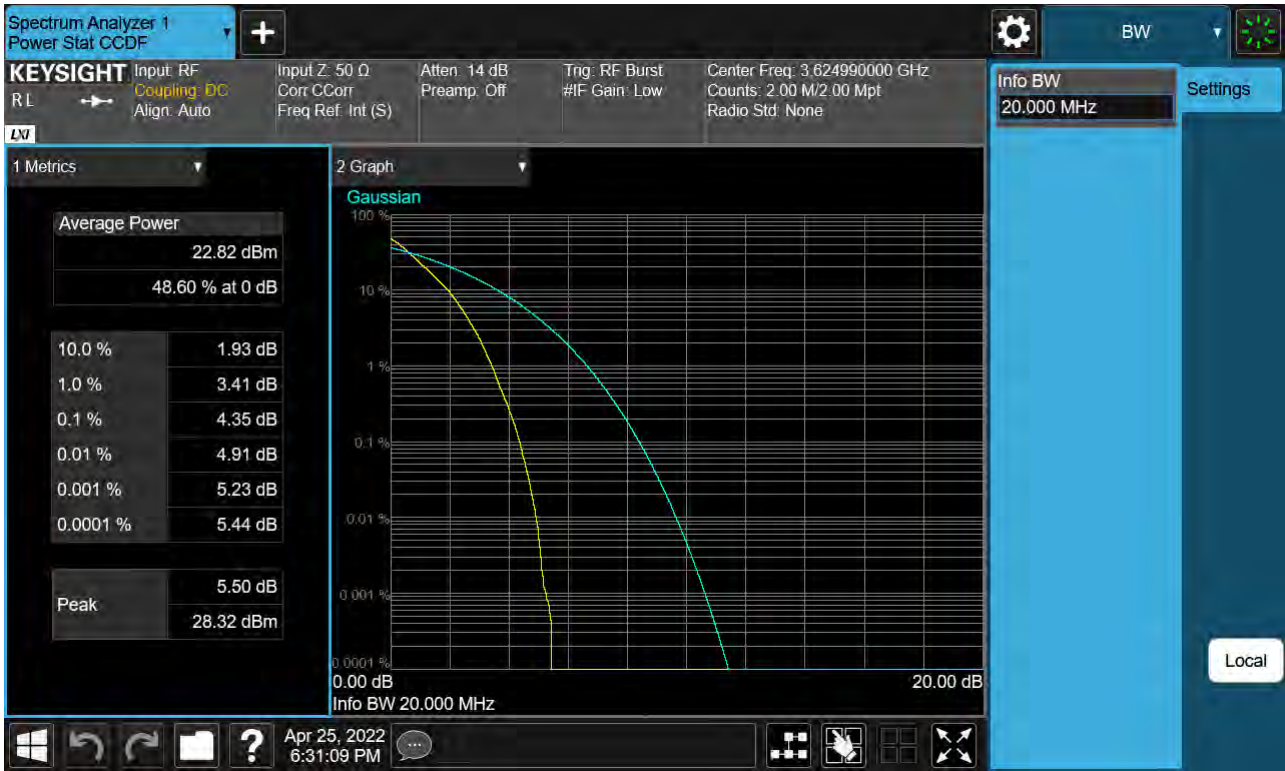 Spectrum Analyzer 1
Power Stat CCDF
+
BW
KEYSIGHT
RL
LXI
Input: RF
Coupling: DC
Align: Auto
Input Z: 50 Ω
Corr CCorr
Freq Ref: Int (S)
Atten: 14 dB
Preamp: Off
Trig: RF Burst
#IF Gain: Low
Center Freq: 3.624990000 GHz
Counts: 2.00 M/2.00 Mpt
Radio Std: None
Info BW
20.000 MHz
Settings
1 Metrics
Average Power
22.82 dBm
48.60 % at 0 dB
10.0 % 1.93 dB
1.0 % 3.41 dB
0.1 % 4.35 dB
0.01 % 4.91 dB
0.001 % 5.23 dB
0.0001 % 5.44 dB
Peak
5.50 dB
28.32 dBm
2 Graph
Gaussian
100 %
10 %
1 %
0.1 %
0.01 %
0.001 %
0.0001 %
0.00 dB 20.00 dB
Info BW 20.000 MHz
Local
?
Apr 25, 2022
6:31:09 PM